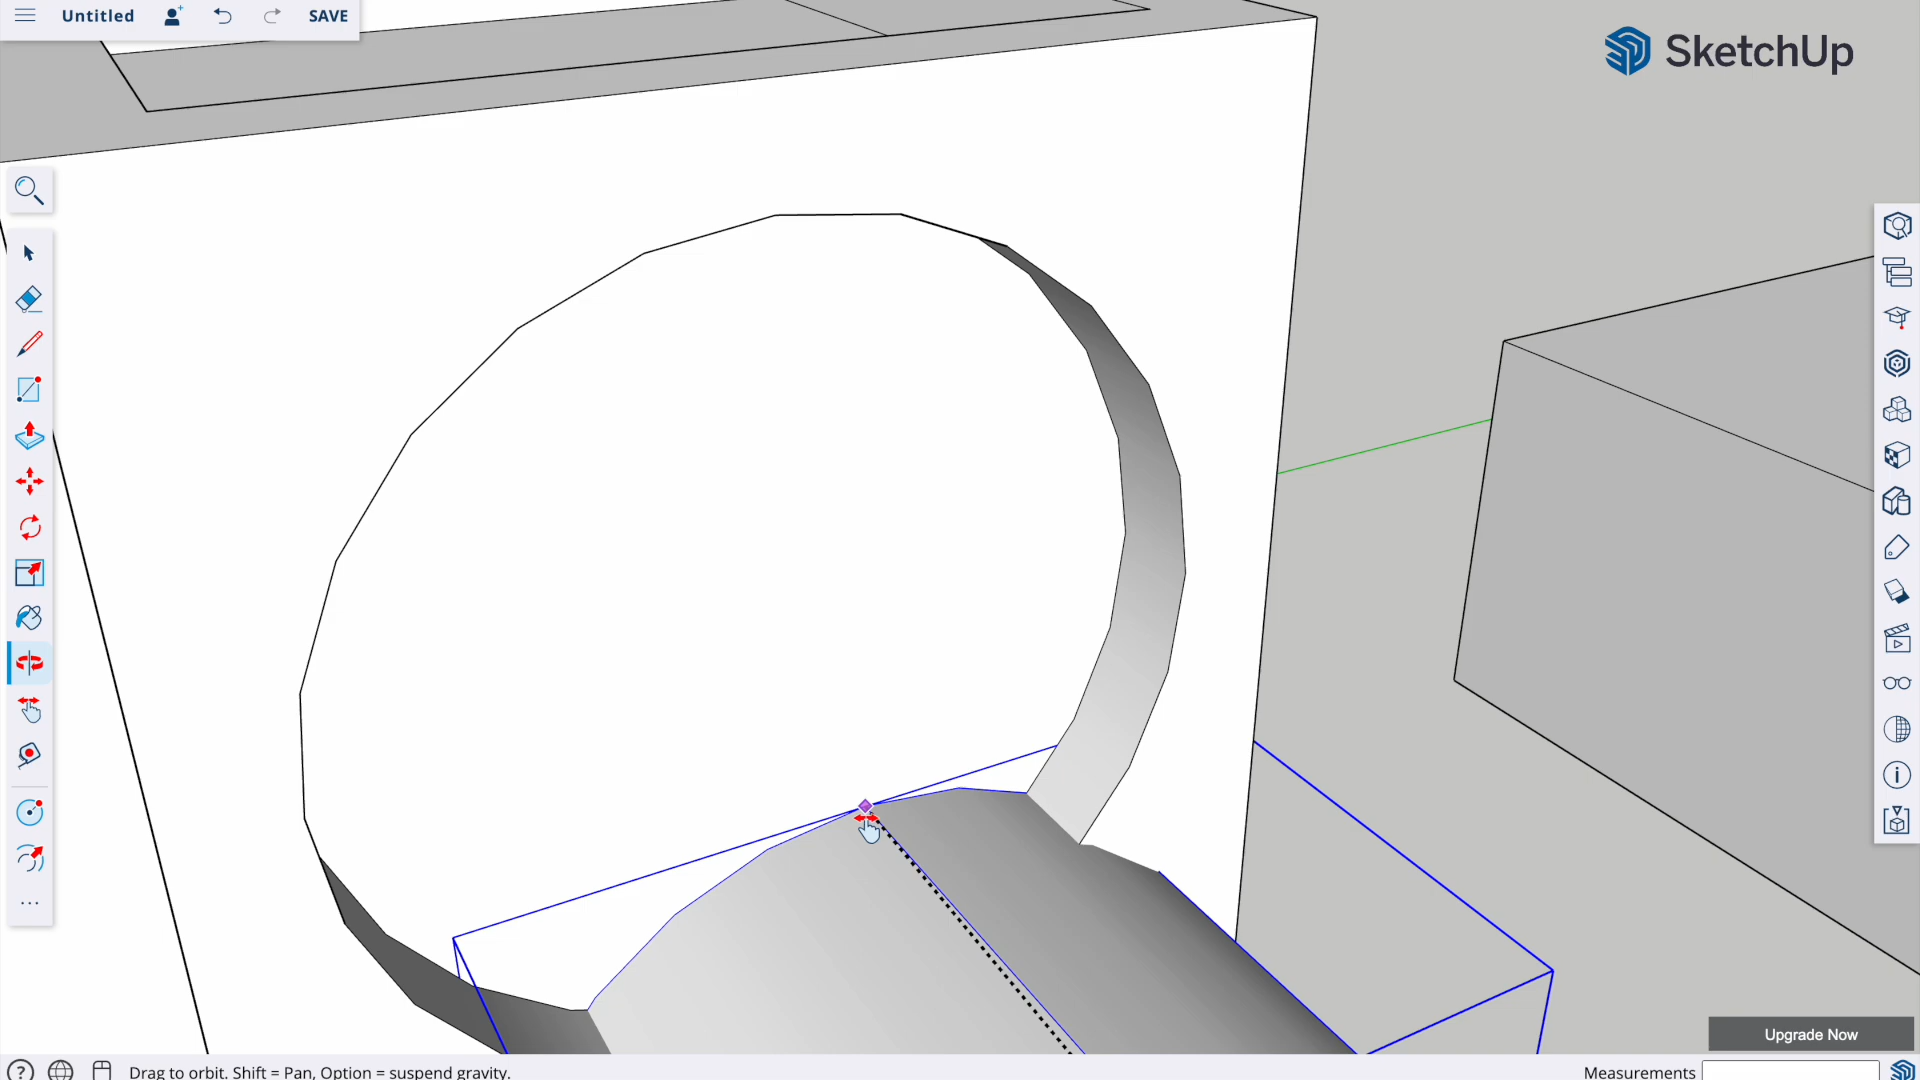 Untitled
SAVE
SketchUp
Upgrade Now
Drag to orbit. Shift = Pan, Option = suspend gravity.
Measurements